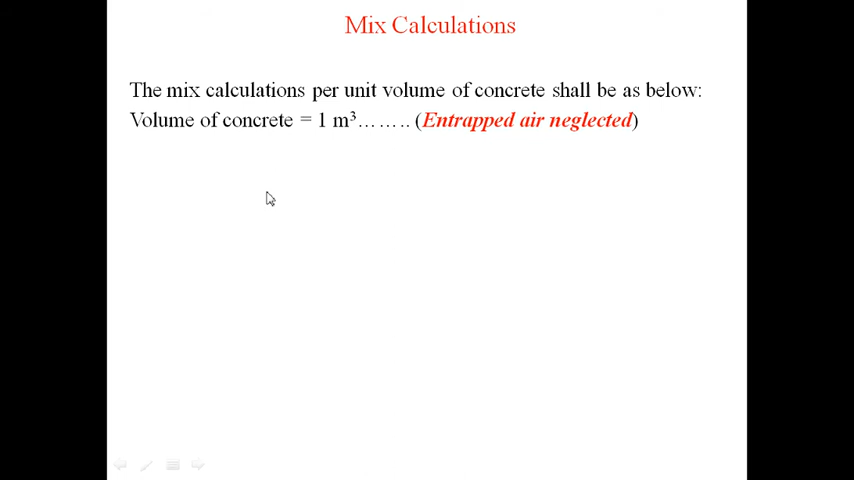 Mix Calculations
The mix calculations per unit volume of concrete shall be as below:
Volume of concrete = 1 m³…….. (Entrapped air neglected)